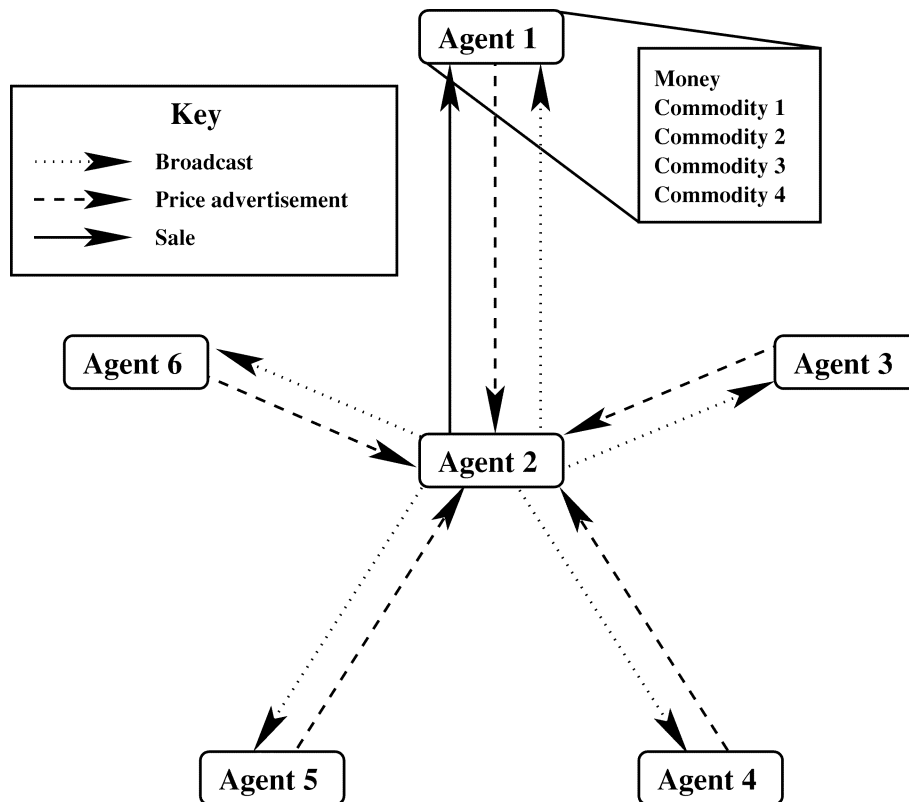 Agent 1
Money
Commodity 1
Commodity 2
Commodity 3
Commodity 4
Key
Broadcast
Price advertisement
Sale
Agent 6
Agent 3
Agent 2
Agent 5
Agent 4